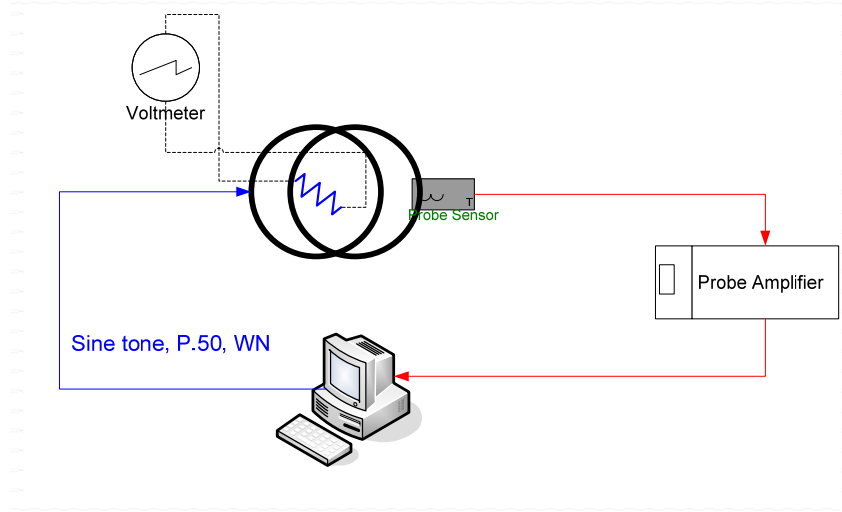 Voltmeter
T
Probe Sensor
Probe Amplifier
Sine tone, P.50, WN